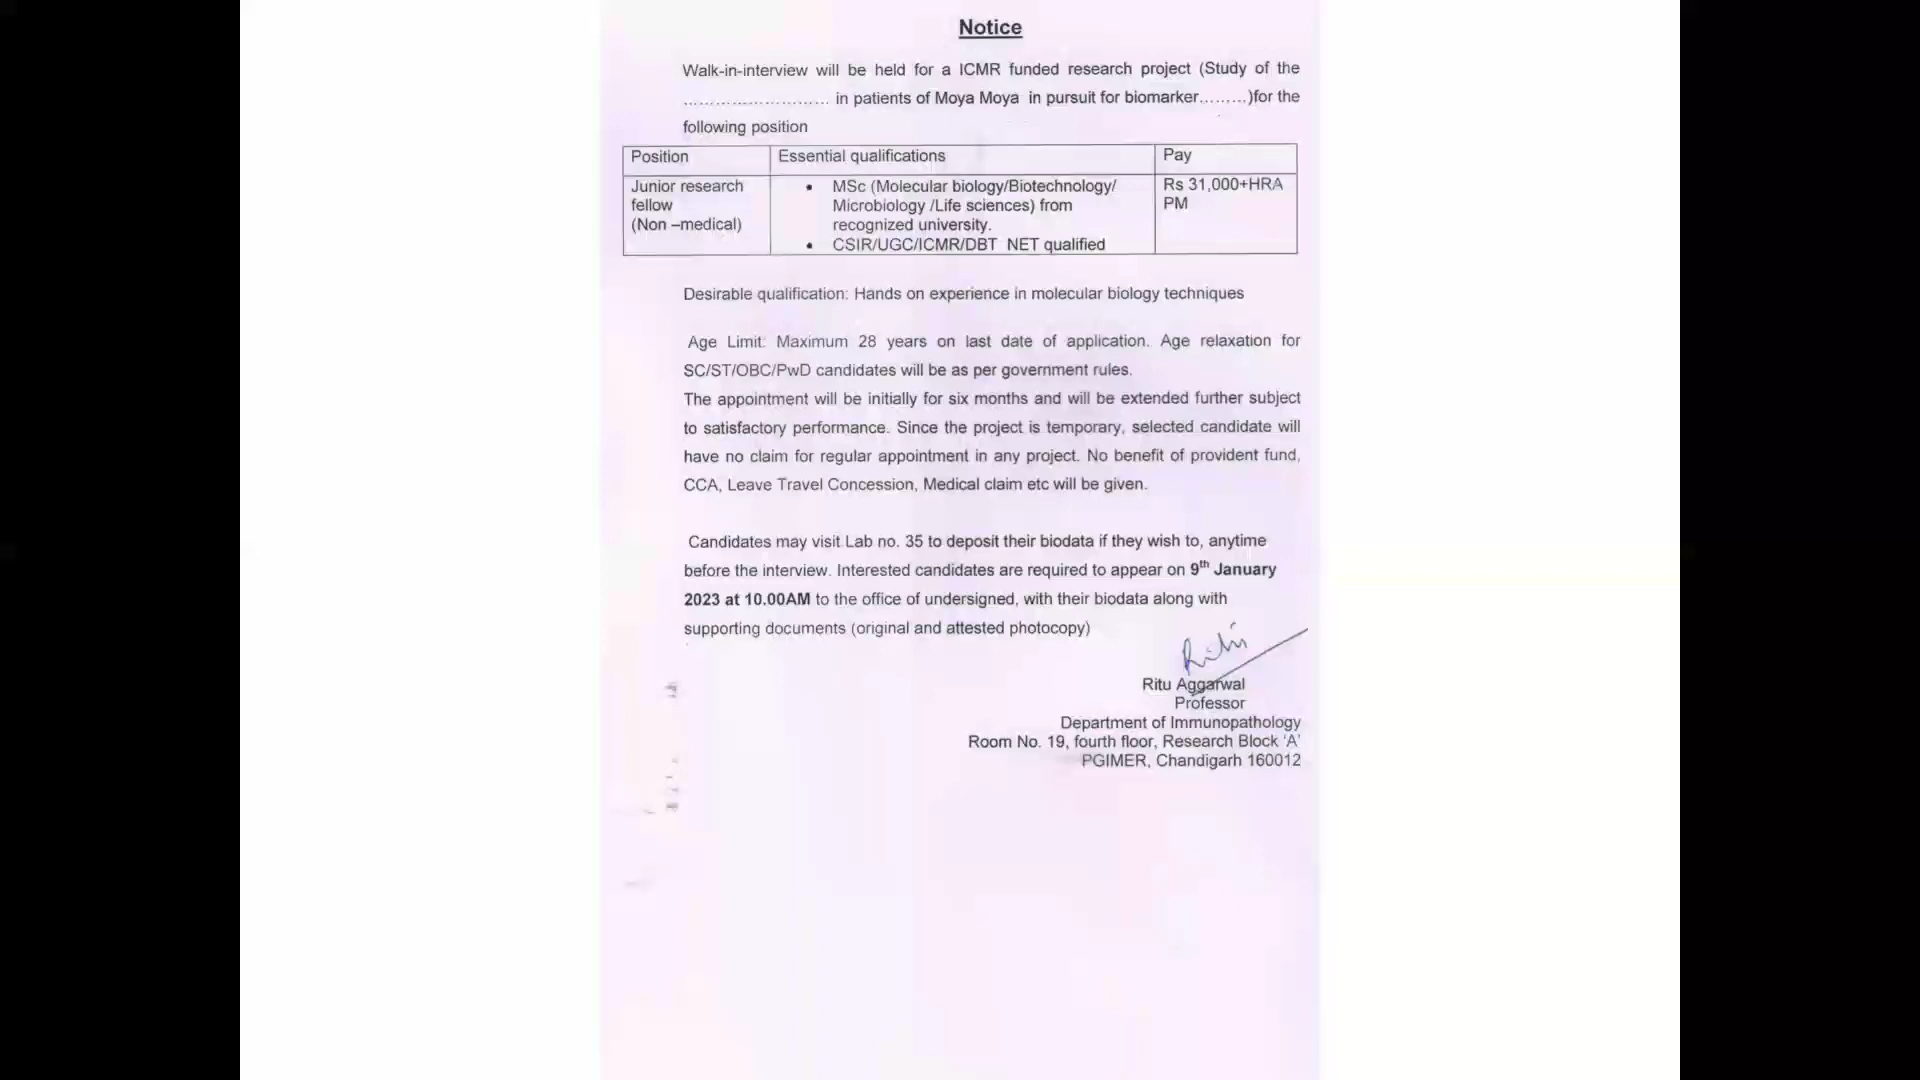 Notice
Walk-in-interview will be held for a ICMR funded research project (Study of the
........................... in patients of Moya Moya in pursuit for biomarker.........)for the
following position
Position Essential qualifications Pay
Junior research fellow (Non –medical)
• MSc (Molecular biology/Biotechnology/
Microbiology /Life sciences) from
recognized university.
• CSIR/UGC/ICMR/DBT NET qualified
Rs 31,000+HRA
PM
Desirable qualification: Hands on experience in molecular biology techniques
Age Limit: Maximum 28 years on last date of application. Age relaxation for
SC/ST/OBC/PwD candidates will be as per government rules.
The appointment will be initially for six months and will be extended further subject
to satisfactory performance. Since the project is temporary, selected candidate will
have no claim for regular appointment in any project. No benefit of provident fund,
CCA, Leave Travel Concession, Medical claim etc will be given.
Candidates may visit Lab no. 35 to deposit their biodata if they wish to, anytime
before the interview. Interested candidates are required to appear on 9th January
2023 at 10.00AM to the office of undersigned, with their biodata along with
supporting documents (original and attested photocopy)
Ritu
Ritu Aggarwal
Professor
Department of Immunopathology
Room No. 19, fourth floor, Research Block 'A'
PGIMER, Chandigarh 160012